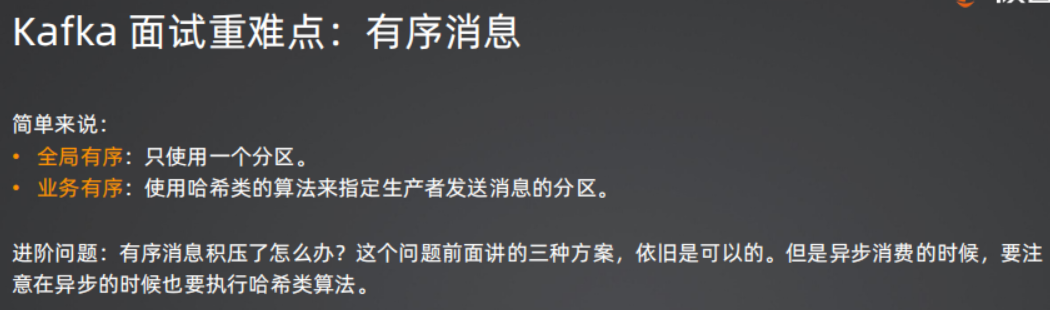 Kafka 面试重难点：有序消息
简单来说：
• 全局有序：只使用一个分区。
• 业务有序：使用哈希类的算法来指定生产者发送消息的分区。
进阶问题：有序消息积压了怎么办？这个问题前面讲的三种方案，依旧是可以的。但是异步消费的时候，要注
意在异步的时候也要执行哈希类算法。